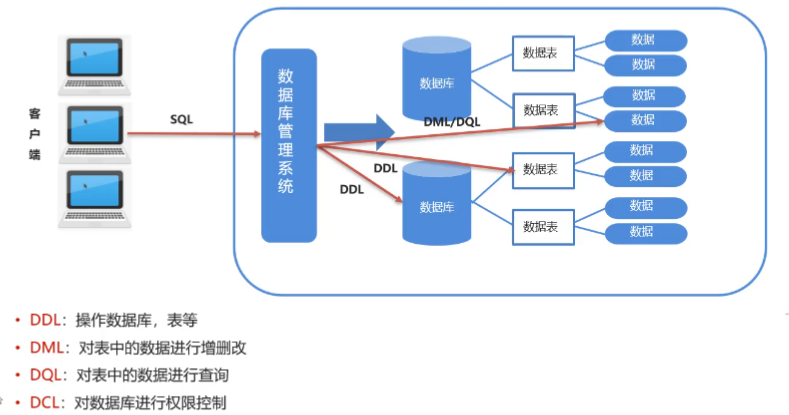 客户端
SQL
数据库管理系统
数据库
数据表
数据
数据
数据表
数据
数据
DML/DQL
DDL
DDL
数据库
数据表
数据
数据
数据表
数据
数据
• DDL：操作数据库，表等
• DML：对表中的数据进行增删改
• DQL：对表中的数据进行查询
• DCL：对数据库进行权限控制